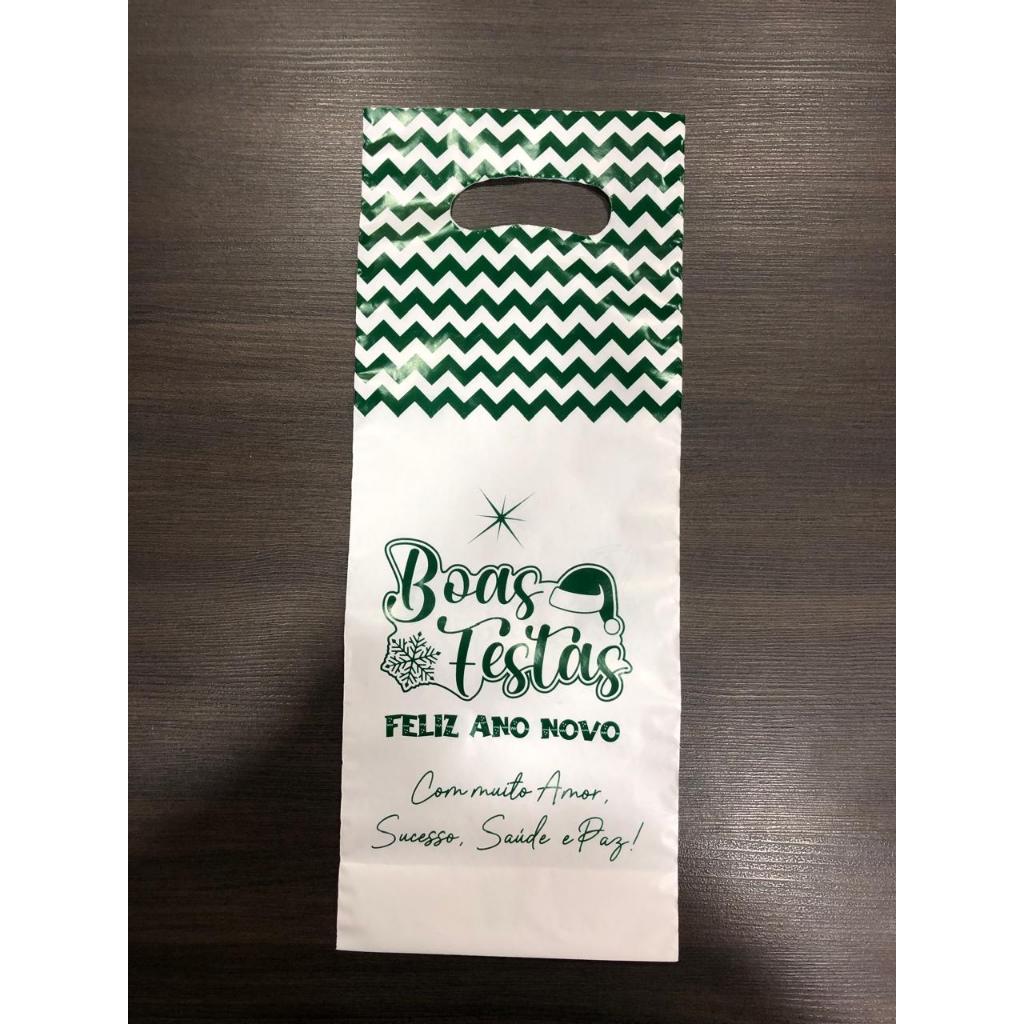 Boas
Festas
FELIZ ANO NOVO
Com muito Amor,
Sucesso, Saúde e Paz!